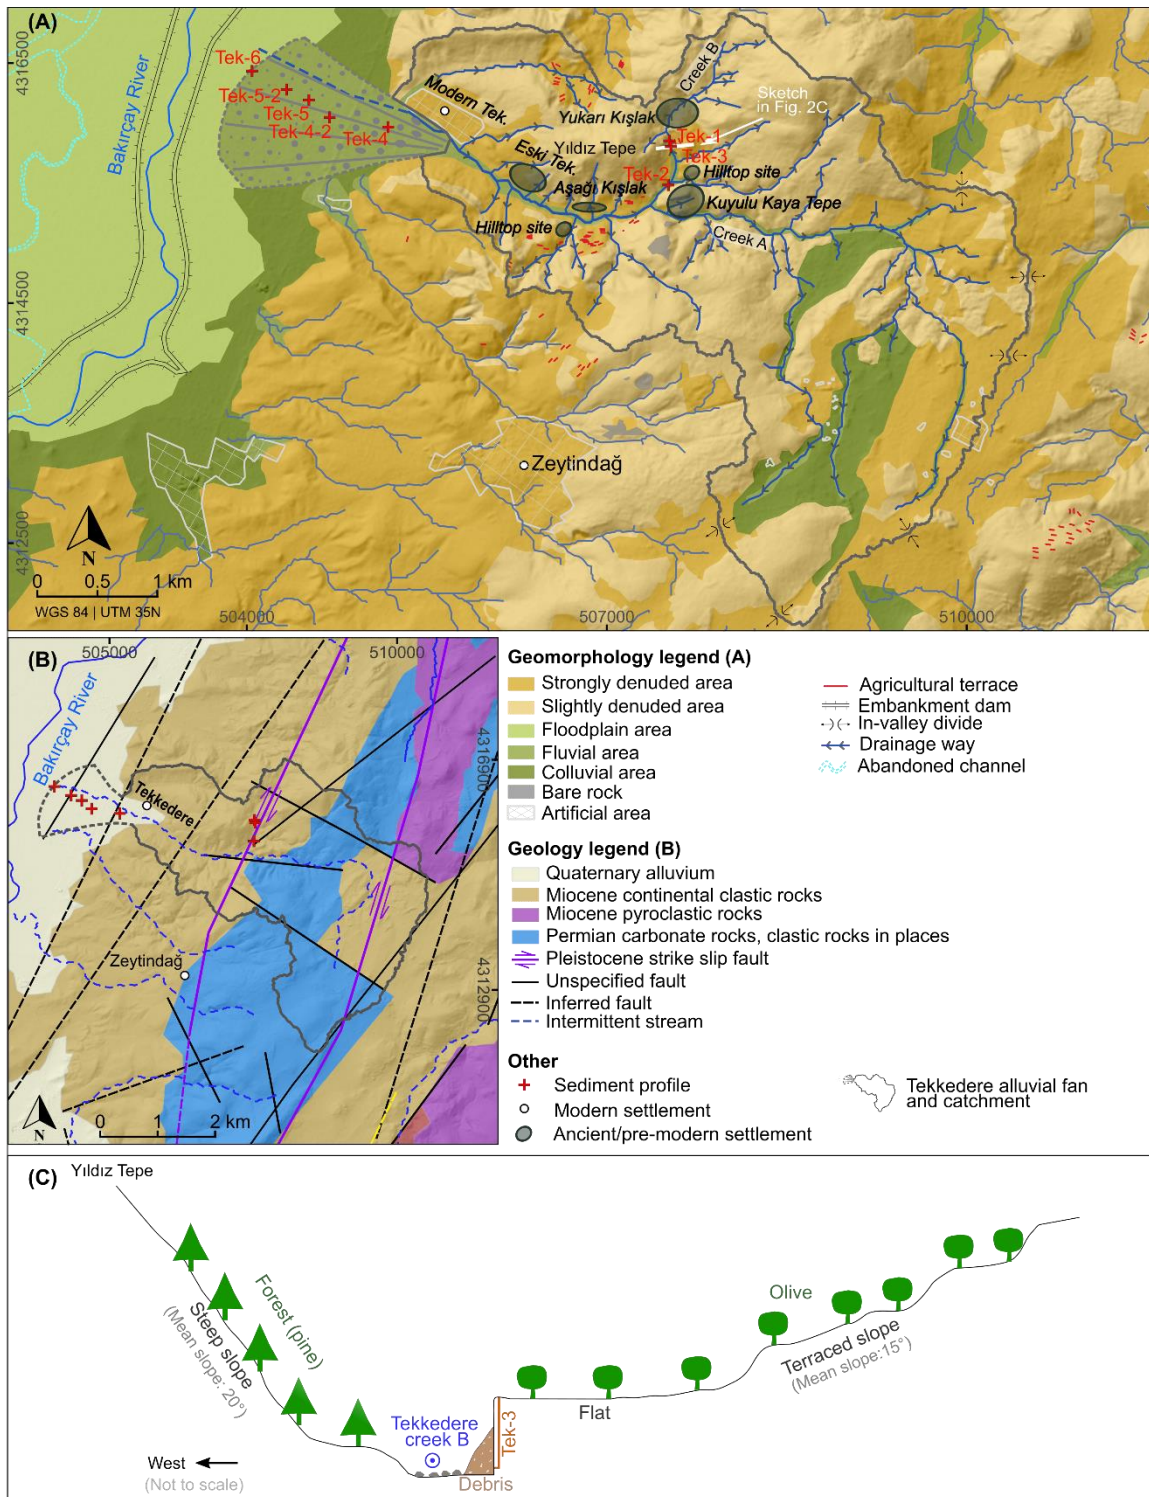 (A)
4316500
4314500
4312500
Bakırçay River
Tek-6
Tek-5-2
Tek-5
Tek-4-2
Tek-4
Modern Tek.
Creek B
Sketch
in Fig. 2C
Yukarı Kışlak
Tek-1
Yıldız Tepe
Tek-3
Eski Tek.
Hilltop site
Tek-2
Aşağı Kışlak
Kuyulu Kaya Tepe
Hilltop site
Creek A
Zeytindağ
N
0 0.5 1 km
WGS 84 | UTM 35N
504000
507000
510000
(B)
505000
510000
Bakırçay River
4316900
Tekkedere
Zeytindağ
4312900
N
0 1 2 km
Geomorphology legend (A)
Strongly denuded area
Slightly denuded area
Floodplain area
Fluvial area
Colluvial area
Bare rock
Artificial area
Agricultural terrace
Embankment dam
In-valley divide
Drainage way
Abandoned channel
Geology legend (B)
Quaternary alluvium
Miocene continental clastic rocks
Miocene pyroclastic rocks
Permian carbonate rocks, clastic rocks in places
Pleistocene strike slip fault
Unspecified fault
Inferred fault
Intermittent stream
Other
Sediment profile
Modern settlement
Ancient/pre-modern settlement
Tekkedere alluvial fan
and catchment
(C)
Yıldız Tepe
Forest (pine)
Steep slope
(Mean slope: 20°)
Olive
Terraced slope
(Mean slope:15°)
Flat
Tekkedere
creek B
Tek-3
West
(Not to scale)
Debris